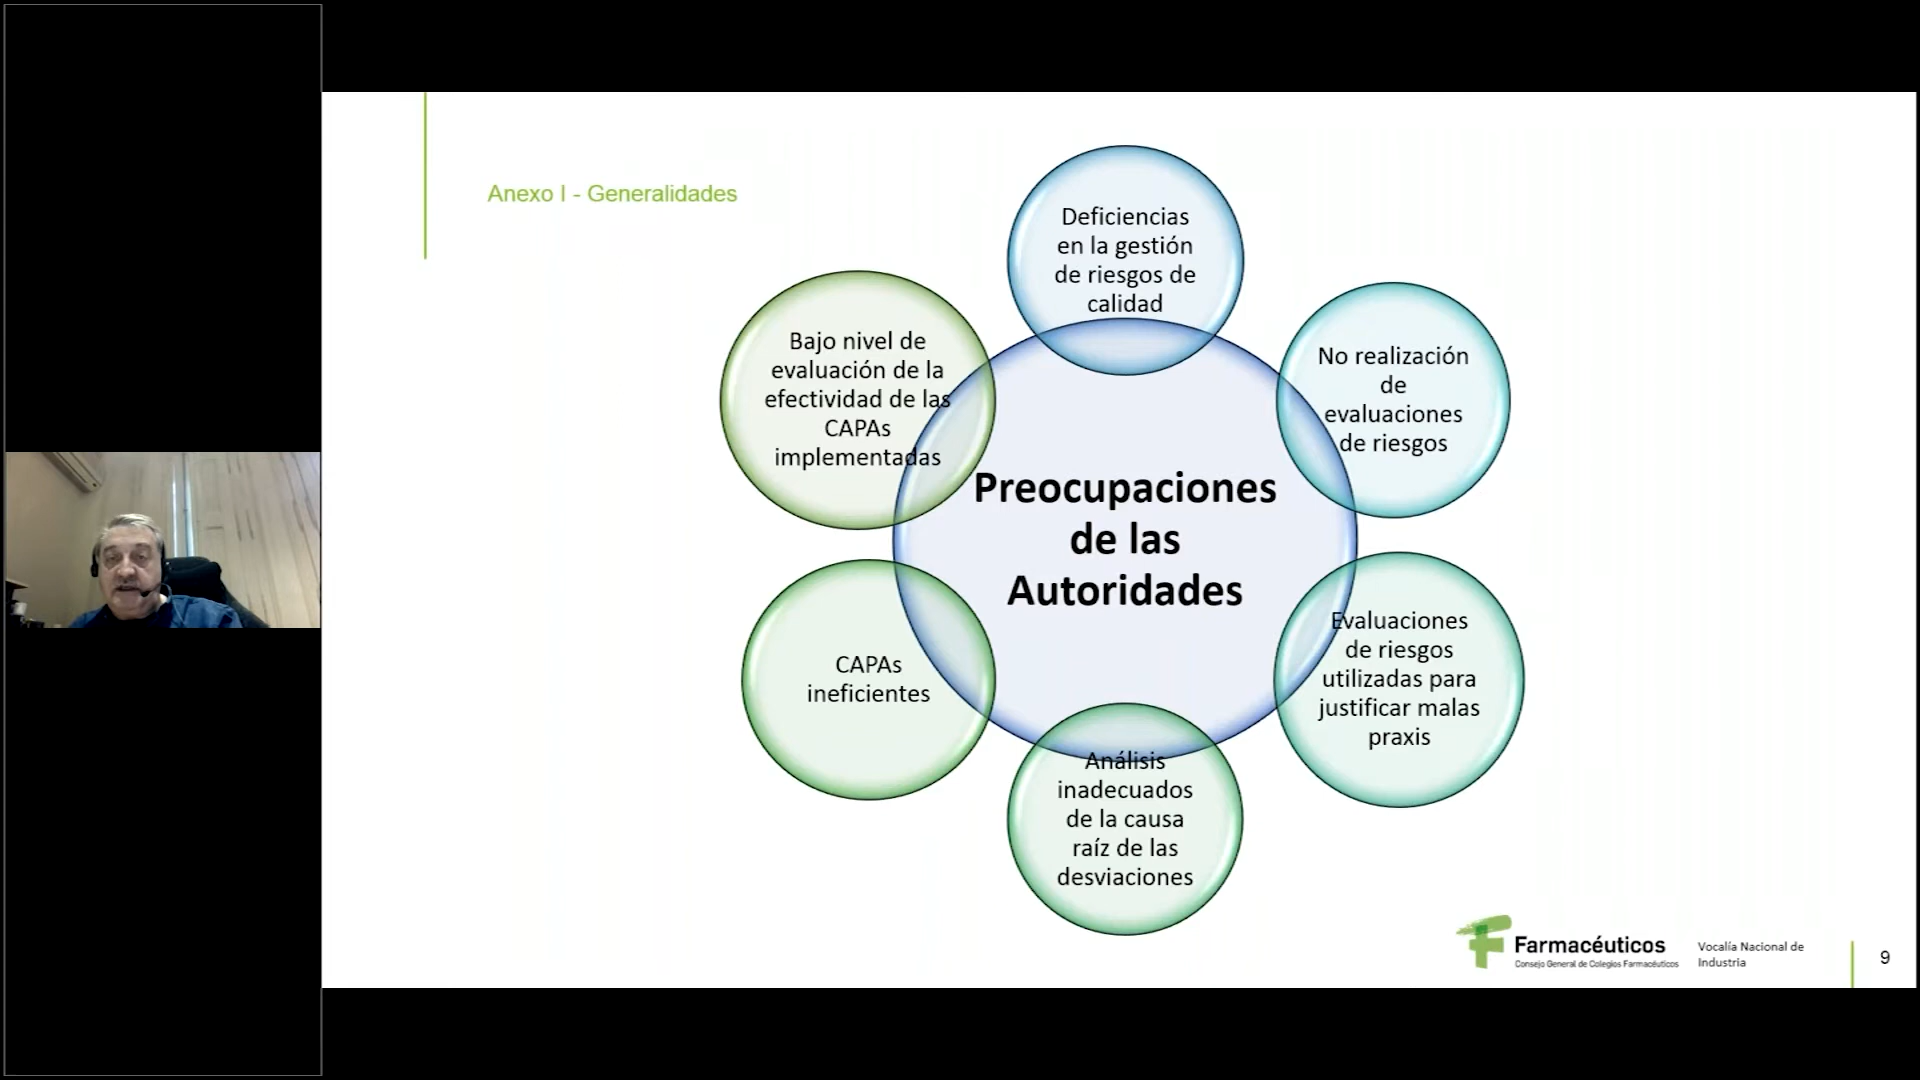 Anexo I - Generalidades
Deficiencias
en la gestión
de riesgos de
calidad
No realización
de
evaluaciones
de riesgos
Evaluaciones
de riesgos
utilizadas para
justificar malas
praxis
Análisis
inadecuados
de la causa
raíz de las
desviaciones
CAPAs
ineficientes
Bajo nivel de
evaluación de la
efectividad de las
CAPAs
implementadas
Preocupaciones
de las
Autoridades
Farmacéuticos
Consejo General de Colegios Farmacéuticos
Vocalía Nacional de
Industria
9